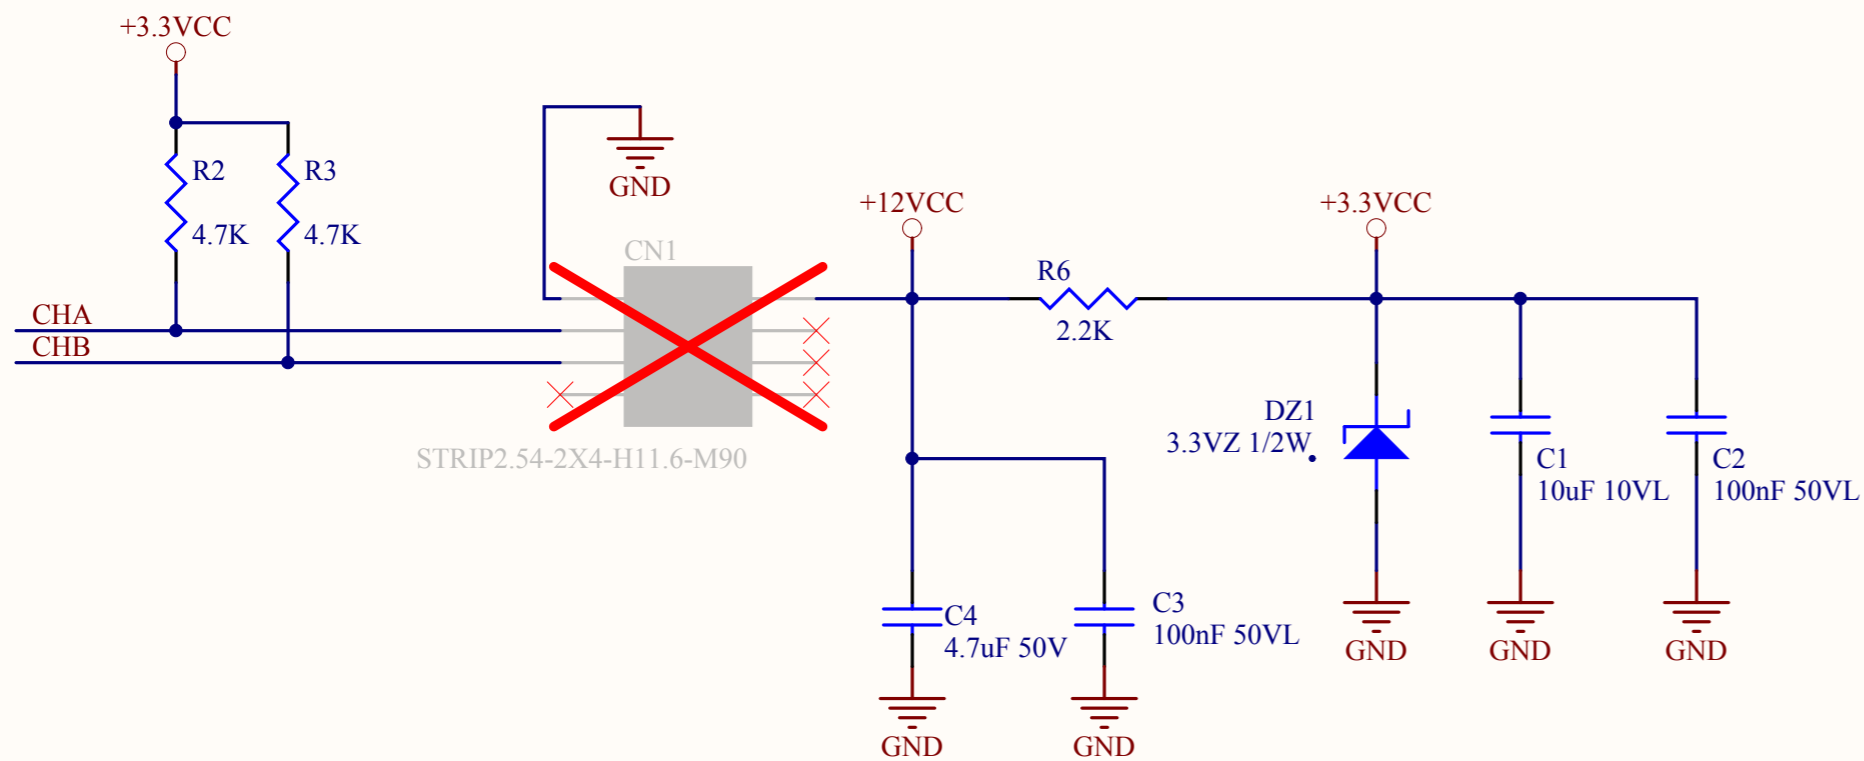 +3.3VCC
R2
4.7K
R3
4.7K
CHA
CHB
GND
CN1
STRIP2.54-2X4-H11.6-M90
+12VCC
R6
2.2K
+3.3VCC
DZ1
3.3VZ 1/2W
C1
10uF 10VL
C2
100nF 50VL
C4
4.7uF 50V
C3
100nF 50VL
GND
GND
GND
GND
GND